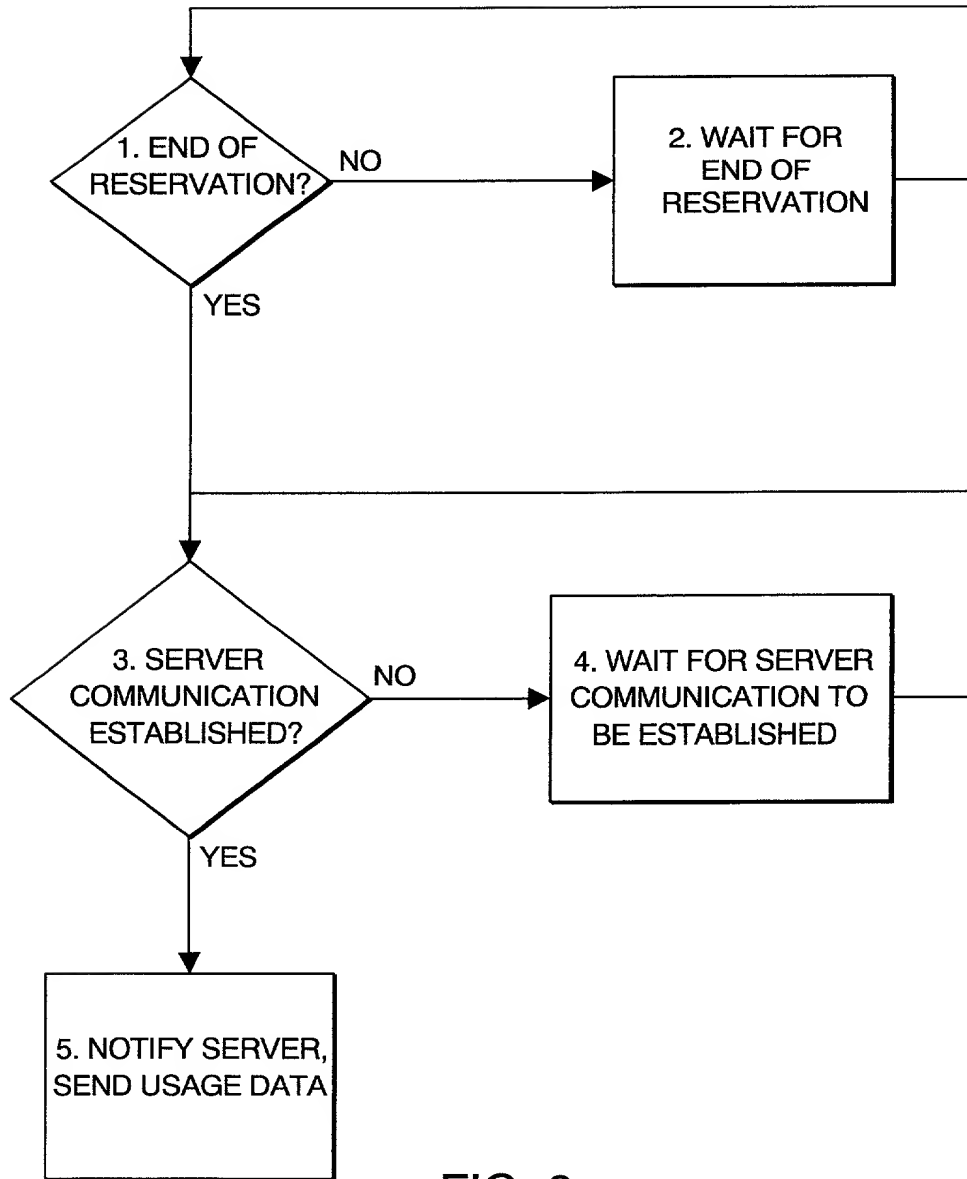 1. END OF
RESERVATION?
NO
2. WAIT FOR
END OF
RESERVATION
YES
3. SERVER
COMMUNICATION
ESTABLISHED?
NO
4. WAIT FOR SERVER
COMMUNICATION TO
BE ESTABLISHED
YES
5. NOTIFY SERVER,
SEND USAGE DATA